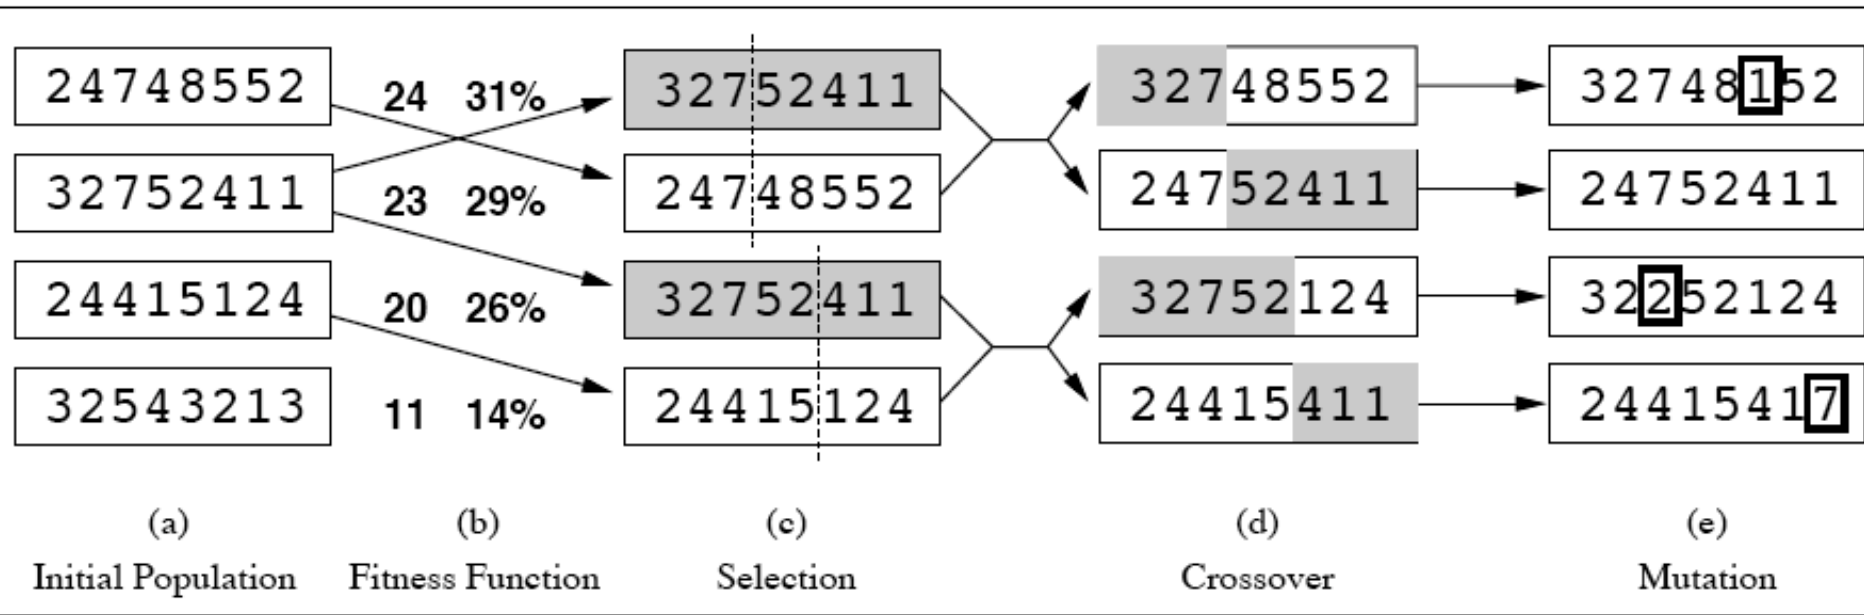 24748552 24 31% 32752411 32748552 32748152
32752411 23 29% 24748552 24752411 24752411
24415124 20 26% 32752411 32752124 32252124
32543213 11 14% 24415124 24415411 24415417
(a) (b) (c) (d) (e)
Initial Population Fitness Function Selection Crossover Mutation